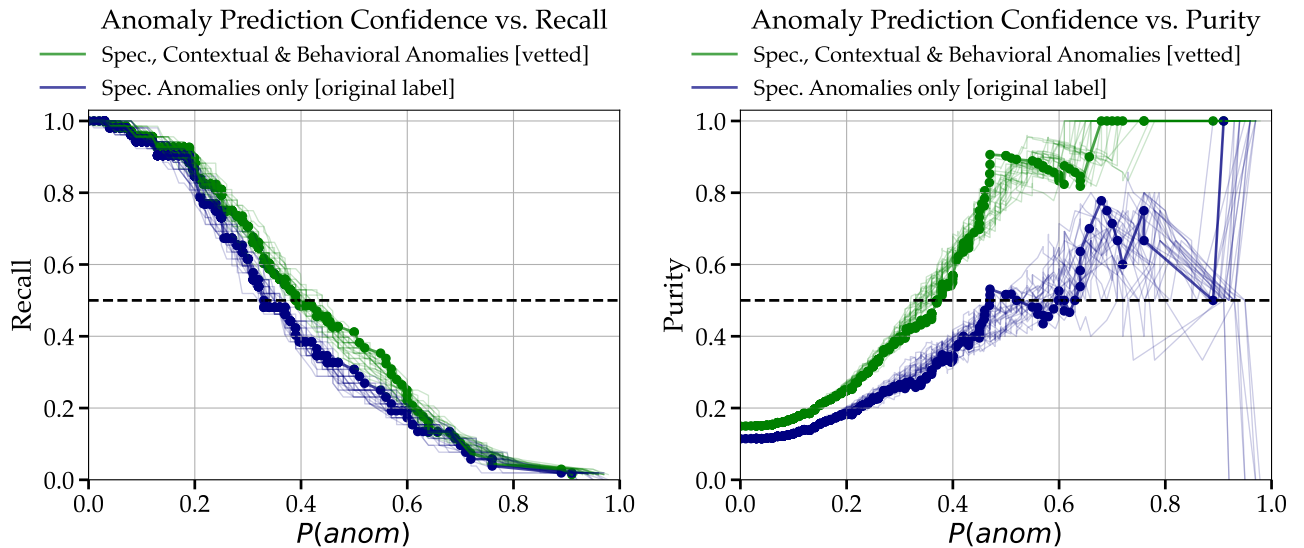 Anomaly Prediction Confidence vs. Recall
Spec., Contextual & Behavioral Anomalies [vetted]
Spec. Anomalies only [original label]
1.0
0.8
0.6
0.4
0.2
0.0
Recall
0.0 0.2 0.4 0.6 0.8 1.0
P(anom)
Anomaly Prediction Confidence vs. Purity
Spec., Contextual & Behavioral Anomalies [vetted]
Spec. Anomalies only [original label]
1.0
0.8
0.6
0.4
0.2
0.0
Purity
0.0 0.2 0.4 0.6 0.8 1.0
P(anom)